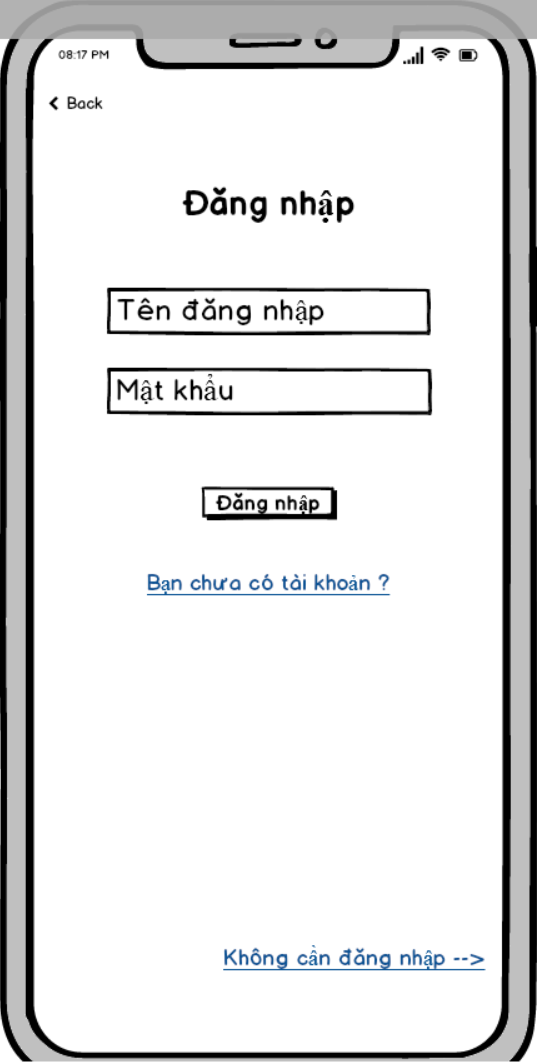 08:17 PM
Back
Đăng nhập
Tên đăng nhập
Mật khẩu
Đăng nhập
Bạn chưa có tài khoản ?
Không cần đăng nhập -->